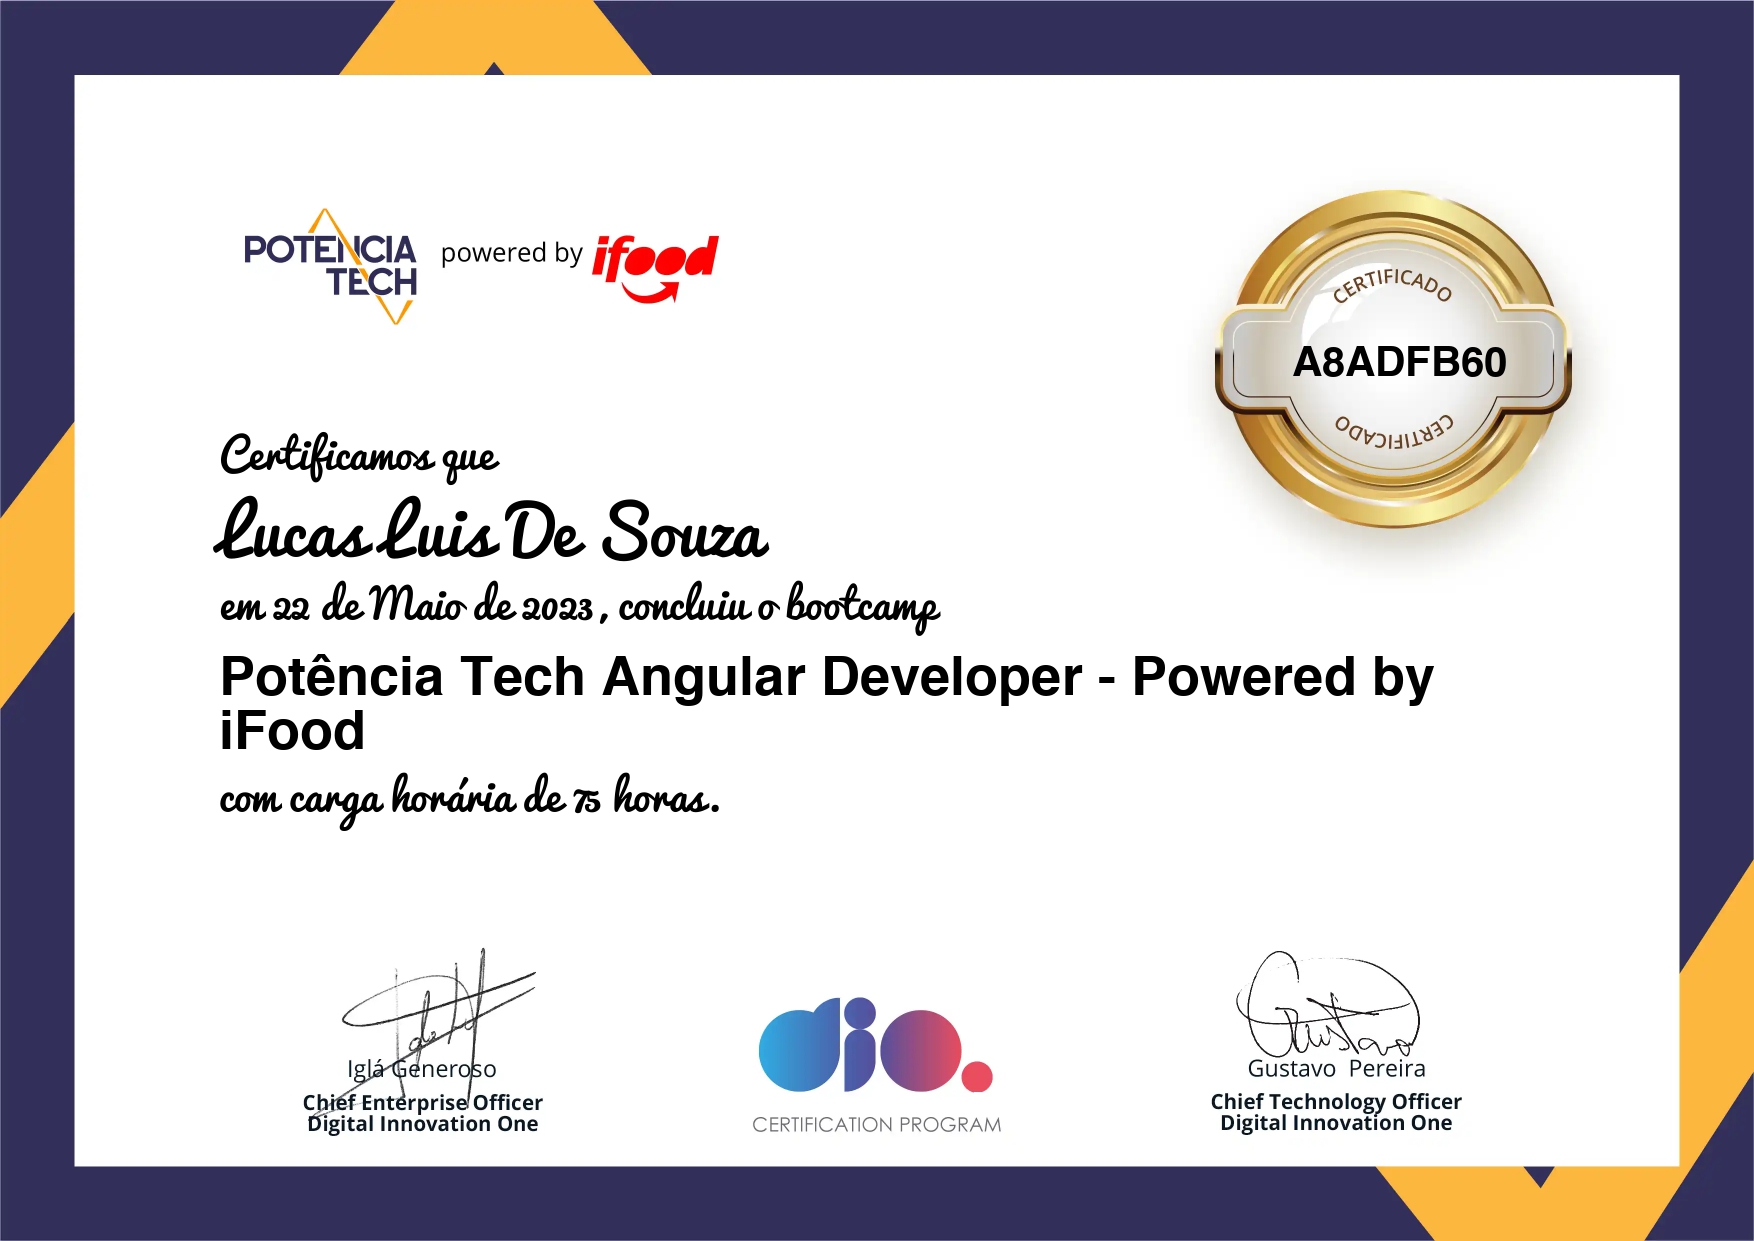 POTÊNCIA
TECH
powered by ifood
CERTIFICADO
A8ADFB60
CERTIFICADO
Certificamos que
Lucas Luis De Souza
em 22 de Maio de 2023, concluiu o bootcamp
Potência Tech Angular Developer - Powered by
iFood
com carga horária de 75 horas.
Iglá Generoso
Chief Enterprise Officer
Digital Innovation One
dio.
CERTIFICATION PROGRAM
Gustavo
Gustavo Pereira
Chief Technology Officer
Digital Innovation One